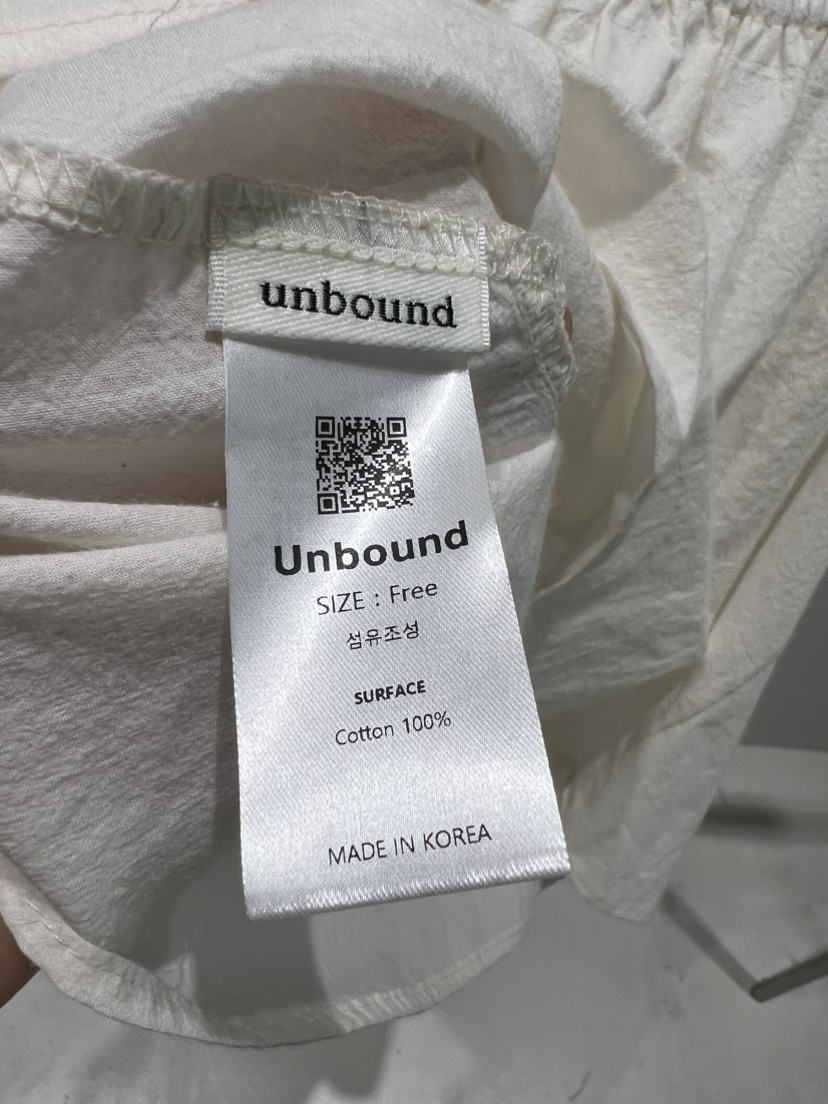 unbound
Unbound
SIZE : Free
섬유조성
SURFACE
Cotton 100%
MADE IN KOREA